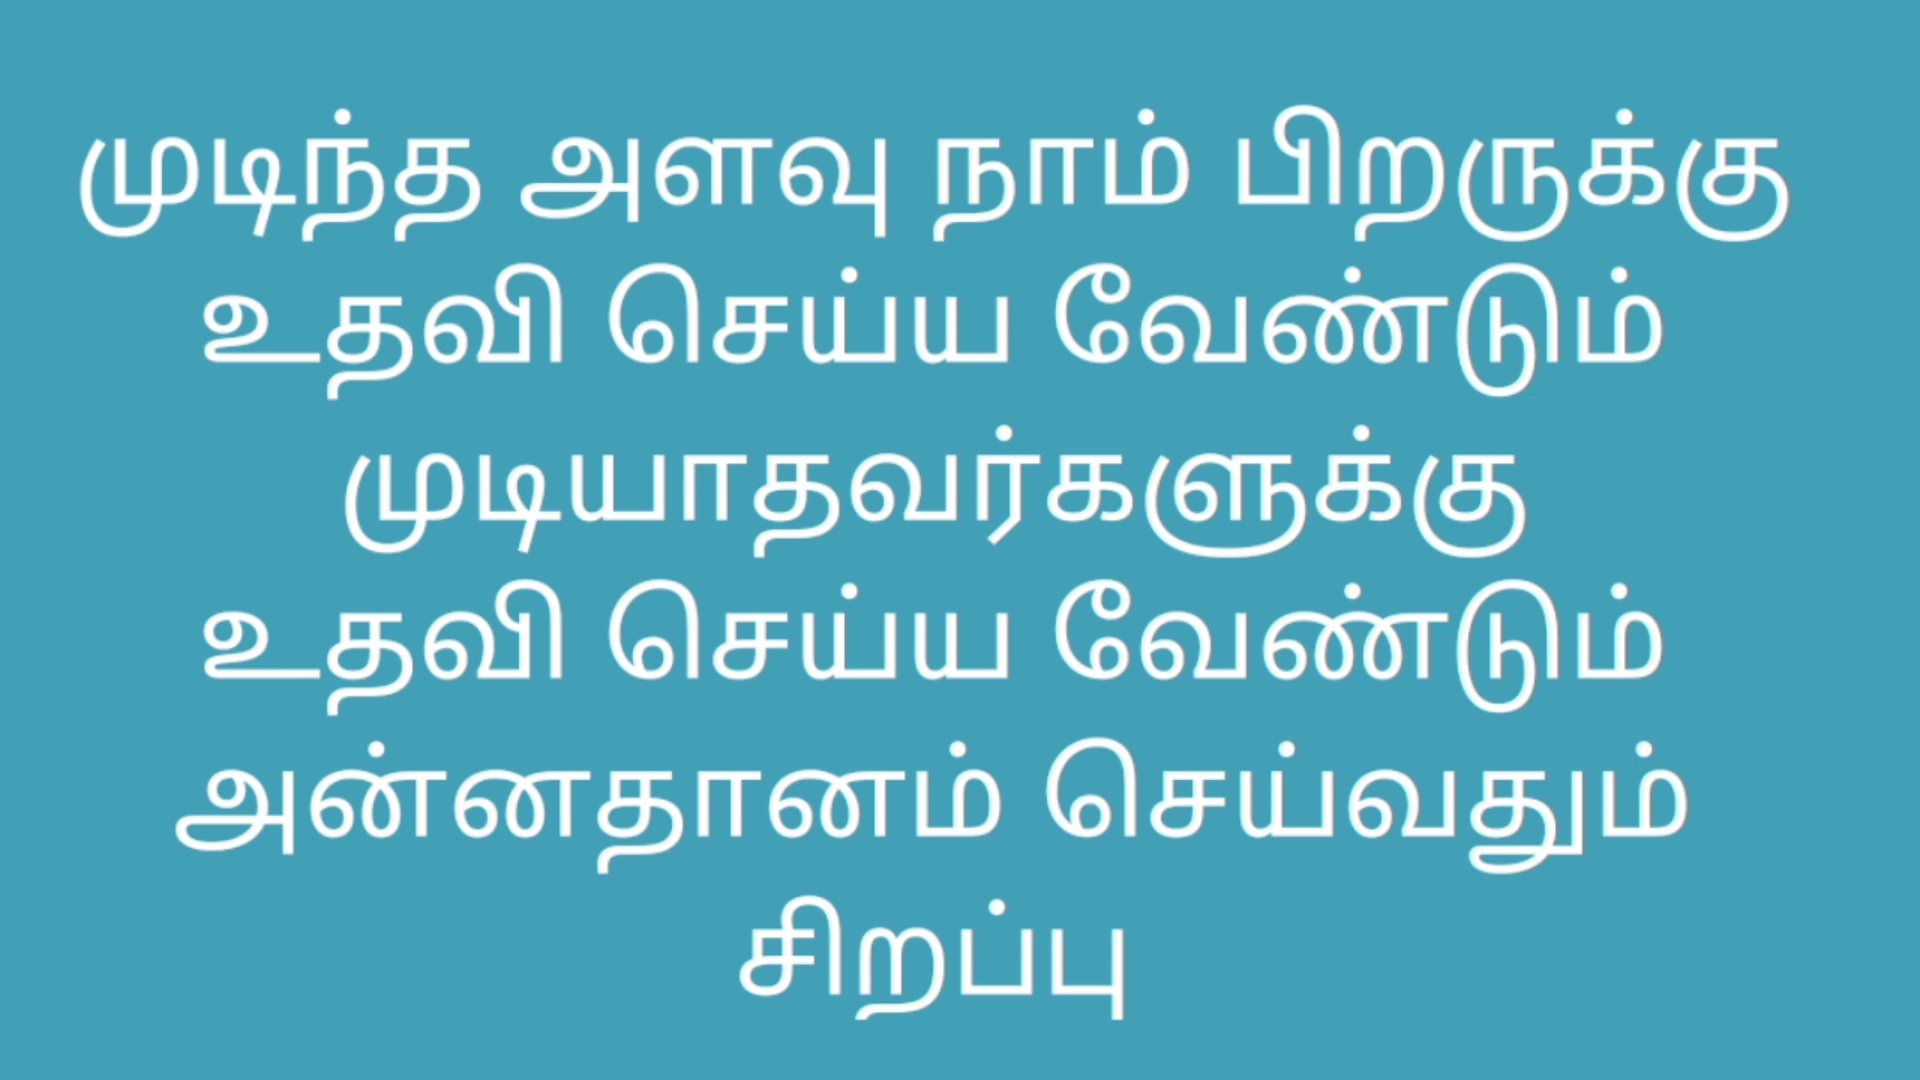 முடிந்த அளவு நாம் பிறருக்கு
உதவி செய்ய வேண்டும்
முடியாதவர்களுக்கு
உதவி செய்ய வேண்டும்
அன்னதானம் செய்வதும்
சிறப்பு